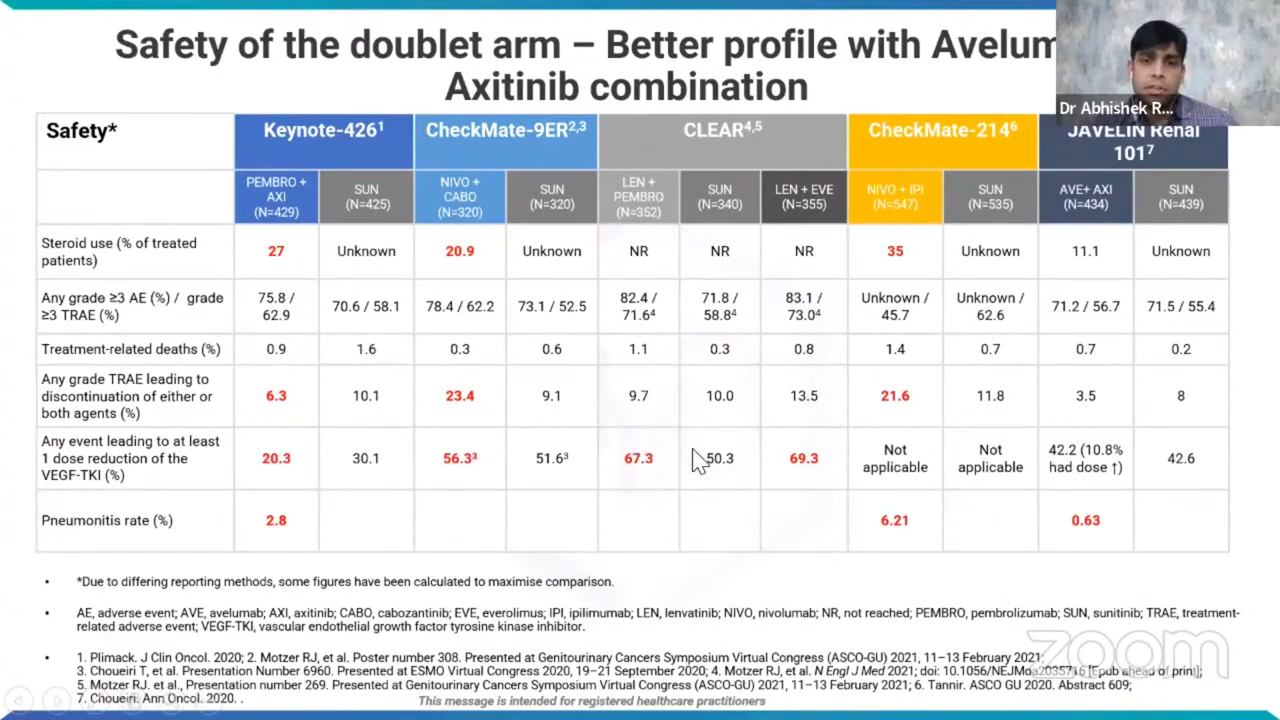 Safety of the doublet arm – Better profile with Avelum
Axitinib combination
Dr Abhishek R...
Safety*
Keynote-426¹
CheckMate-9ER²,³
CLEAR⁴,⁵
CheckMate-214⁶
JAVELIN Renal
101⁷
PEMBRO +
AXI
(N=429)
SUN
(N=425)
NIVO +
CABO
(N=320)
SUN
(N=320)
LEN +
PEMBRO
(N=352)
SUN
(N=340)
LEN + EVE
(N=355)
NIVO + IPI
(N=547)
SUN
(N=535)
AVE+ AXI
(N=434)
SUN
(N=439)
Steroid use (% of treated
patients)
27
Unknown
20.9
Unknown
NR
NR
NR
35
Unknown
11.1
Unknown
Any grade ≥3 AE (%) / grade
≥3 TRAE (%)
75.8 /
62.9
70.6 / 58.1
78.4 / 62.2
73.1 / 52.5
82.4 /
71.6⁴
71.8 /
58.8⁴
83.1 /
73.0⁴
Unknown /
45.7
Unknown /
62.6
71.2 / 56.7
71.5 / 55.4
Treatment-related deaths (%)
0.9
1.6
0.3
0.6
1.1
0.3
0.8
1.4
0.7
0.7
0.2
Any grade TRAE leading to
discontinuation of either or
both agents (%)
6.3
10.1
23.4
9.1
9.7
10.0
13.5
21.6
11.8
3.5
8
Any event leading to at least
1 dose reduction of the
VEGF-TKI (%)
20.3
30.1
56.3³
51.6³
67.3
50.3
69.3
Not
applicable
Not
applicable
42.2 (10.8%
had dose ↑)
42.6
Pneumonitis rate (%)
2.8
6.21
0.63
• *Due to differing reporting methods, some figures have been calculated to maximise comparison.
• AE, adverse event; AVE, avelumab; AXI, axitinib; CABO, cabozantinib; EVE, everolimus; IPI, ipilimumab; LEN, lenvatinib; NIVO, nivolumab; NR, not reached; PEMBRO, pembrolizumab; SUN, sunitinib; TRAE, treatment-
related adverse event; VEGF-TKI, vascular endothelial growth factor tyrosine kinase inhibitor.
• 1. Plimack. J Clin Oncol. 2020; 2. Motzer RJ, et al. Poster number 308. Presented at Genitourinary Cancers Symposium Virtual Congress (ASCO-GU) 2021, 11–13 February 2021;
3. Choueiri T, et al. Presentation Number 6960. Presented at ESMO Virtual Congress 2020, 19–21 September 2020; 4. Motzer RJ, et al. N Engl J Med 2021; doi: 10.1056/NEJMoa2035716 [Epub ahead of print];
5. Motzer RJ. et al., Presentation number 269. Presented at Genitourinary Cancers Symposium Virtual Congress (ASCO-GU) 2021, 11–13 February 2021; 6. Tannir. ASCO GU 2020. Abstract 609;
7. Choueiri. Ann Oncol. 2020. .
This message is intended for registered healthcare practitioners
zoom